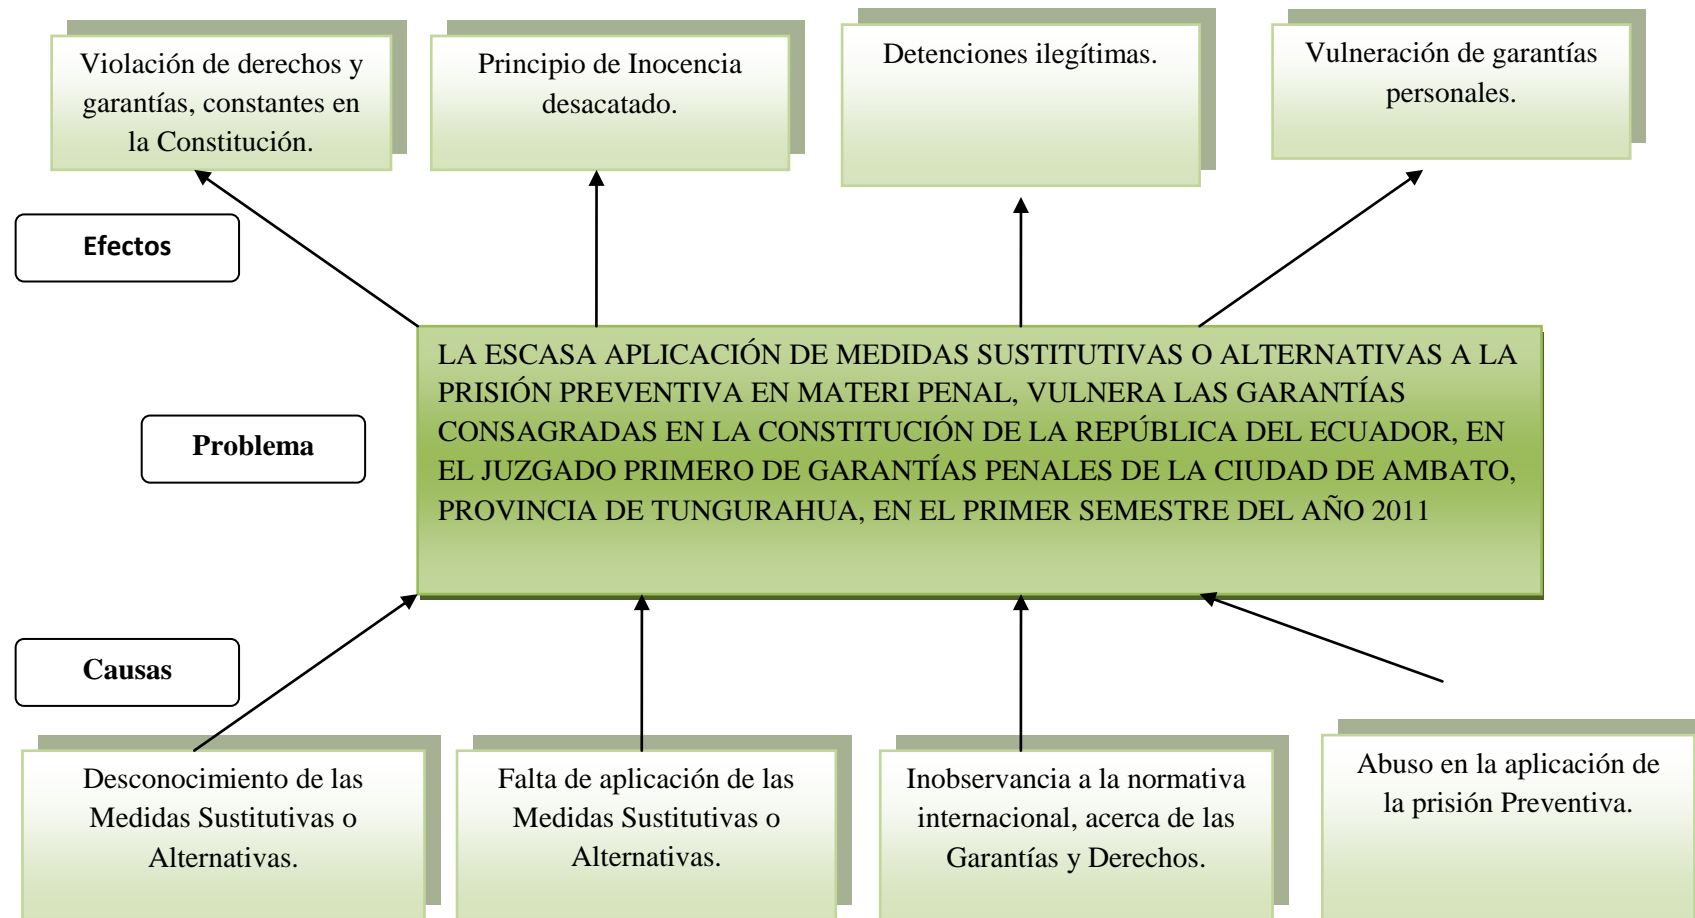 Violación de derechos y
garantías, constantes en
la Constitución.
Principio de Inocencia
desacatado.
Detenciones ilegítimas.
Vulneración de garantías
personales.
Efectos
LA ESCASA APLICACIÓN DE MEDIDAS SUSTITUTIVAS O ALTERNATIVAS A LA
PRISIÓN PREVENTIVA EN MATERI PENAL, VULNERA LAS GARANTÍAS
CONSAGRADAS EN LA CONSTITUCIÓN DE LA REPÚBLICA DEL ECUADOR, EN
EL JUZGADO PRIMERO DE GARANTÍAS PENALES DE LA CIUDAD DE AMBATO,
PROVINCIA DE TUNGURAHUA, EN EL PRIMER SEMESTRE DEL AÑO 2011
Problema
Causas
Desconocimiento de las
Medidas Sustitutivas o
Alternativas.
Falta de aplicación de las
Medidas Sustitutivas o
Alternativas.
Inobservancia a la normativa
internacional, acerca de las
Garantías y Derechos.
Abuso en la aplicación de
la prisión Preventiva.